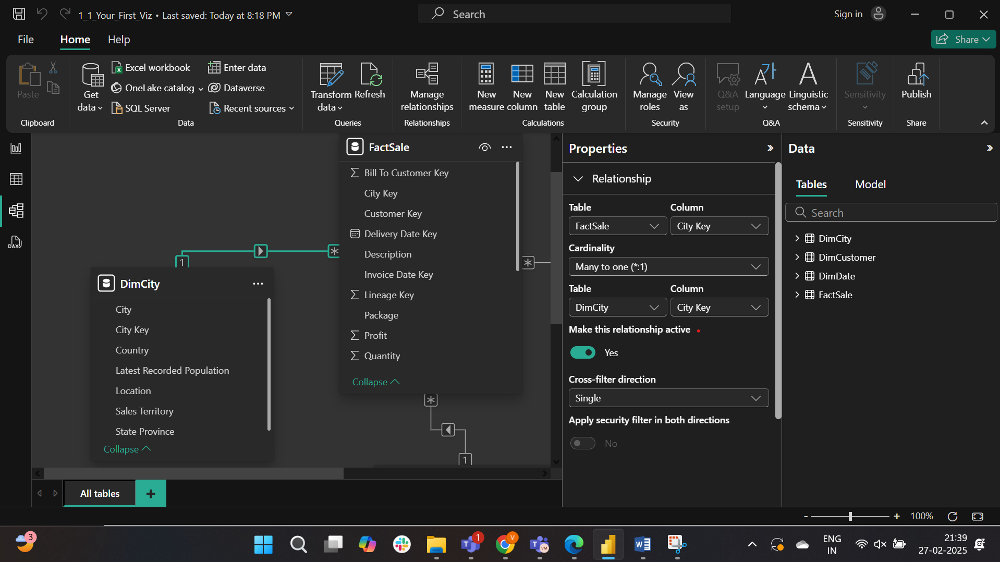 1_1_Your_First_Viz • Last saved: Today at 8:18 PM
Search
Sign in
File
Home
Help
Share
Paste
Clipboard
Get data
Excel workbook
OneLake catalog
SQL Server
Enter data
Dataverse
Recent sources
Data
Transform data
Refresh
Queries
Manage relationships
Relationships
New measure
New column
New table
Calculation group
Calculations
Manage roles
View as
Security
Q&A setup
Language
Linguistic schema
Q&A
Sensitivity
Sensitivity
Publish
Share
DAX
FactSale
Bill To Customer Key
City Key
Customer Key
Delivery Date Key
Description
Invoice Date Key
Lineage Key
Package
Profit
Quantity
Collapse
1
*
*
*
1
DimCity
City
City Key
Country
Latest Recorded Population
Location
Sales Territory
State Province
Collapse
All tables
Properties
Relationship
Table Column
FactSale City Key
Cardinality
Many to one (*:1)
Table Column
DimCity City Key
Make this relationship active
Yes
Cross-filter direction
Single
Apply security filter in both directions
No
Data
Tables
Model
Search
DimCity
DimCustomer
DimDate
FactSale
- + 100%
3
1
V
VM
ENG
IN
21:39
27-02-2025